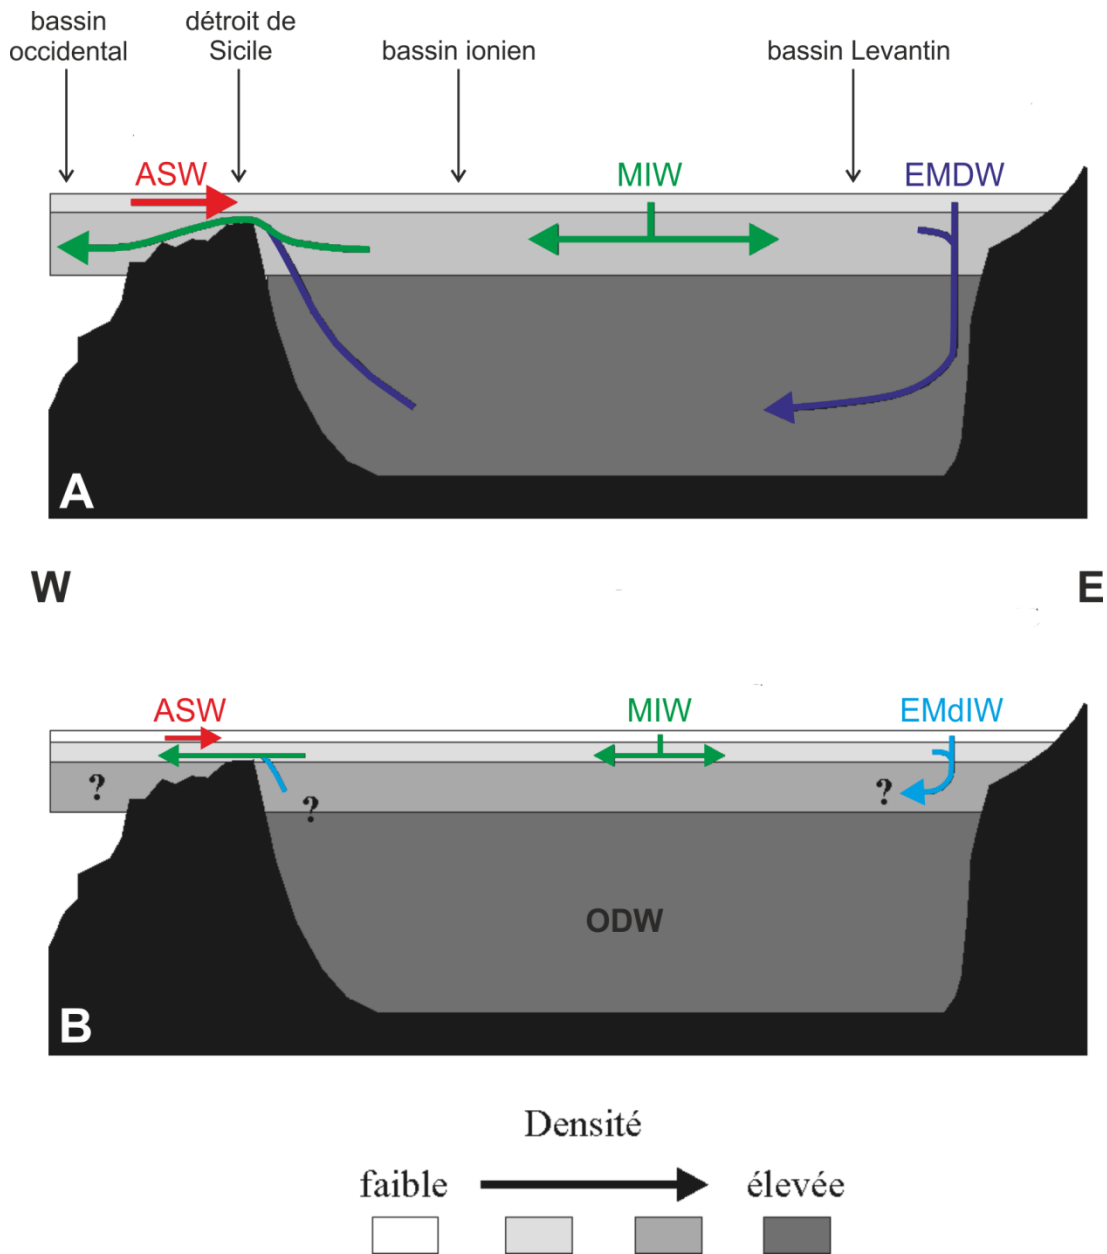 bassin
occidental
détroit de
Sicile
bassin ionien
bassin Levantin
ASW
MIW
EMDW
A
W
E
ASW
MIW
EMdIW
?
?
?
ODW
B
Densité
faible
élevée